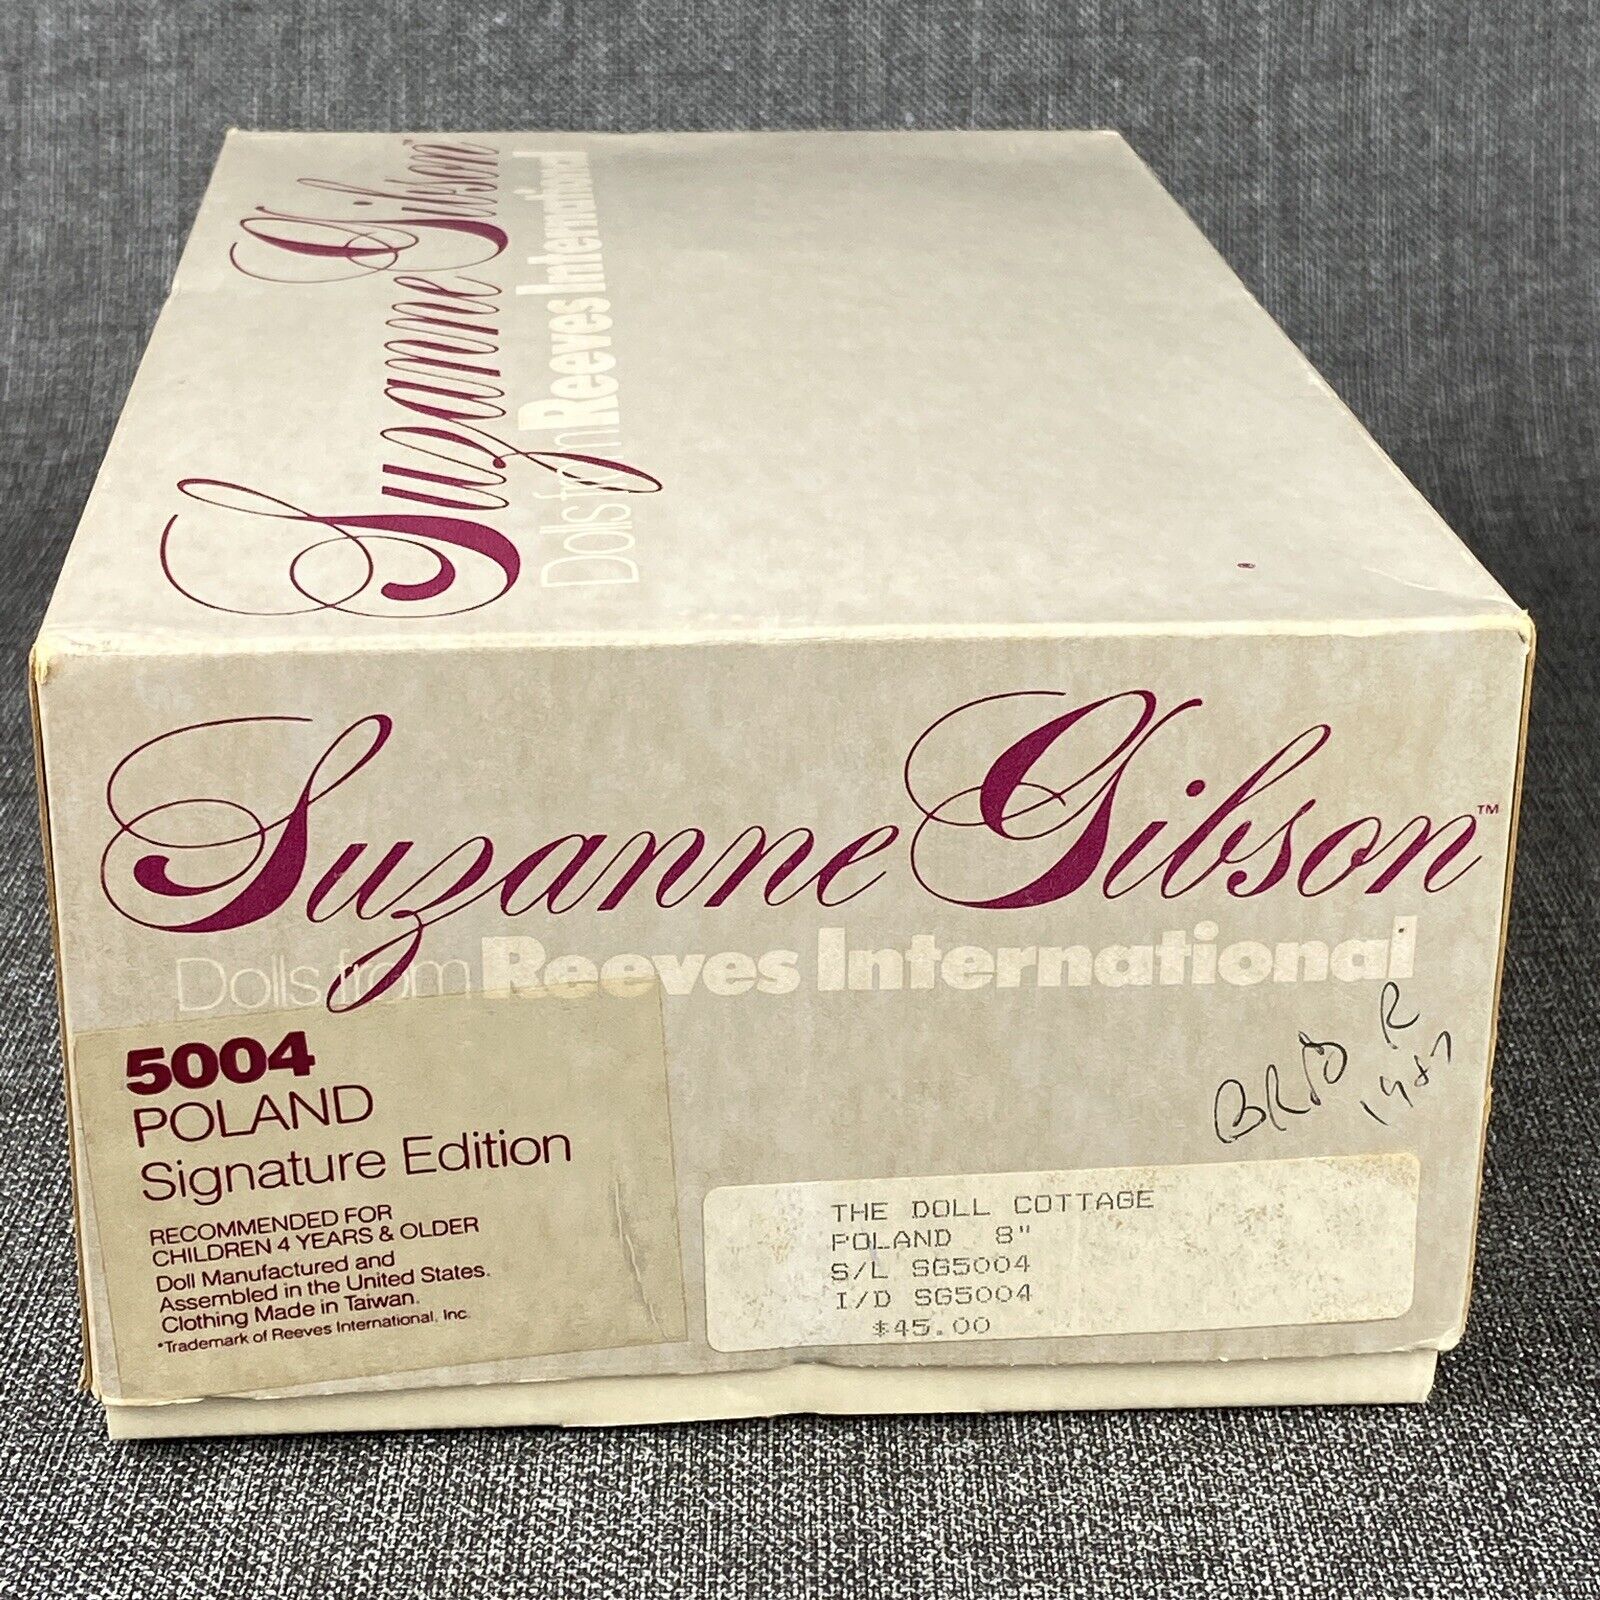 Suzanne Gibson™
Dolls from Reeves International
Suzanne Gibson™
Dolls from Reeves International
5004
POLAND
Signature Edition
RECOMMENDED FOR
CHILDREN 4 YEARS & OLDER
Doll Manufactured and
Assembled in the United States.
Clothing Made in Taiwan.
*Trademark of Reeves International, Inc.
R
1987
THE DOLL COTTAGE
POLAND 8"
S/L SG5004
I/D SG5004
$45.00